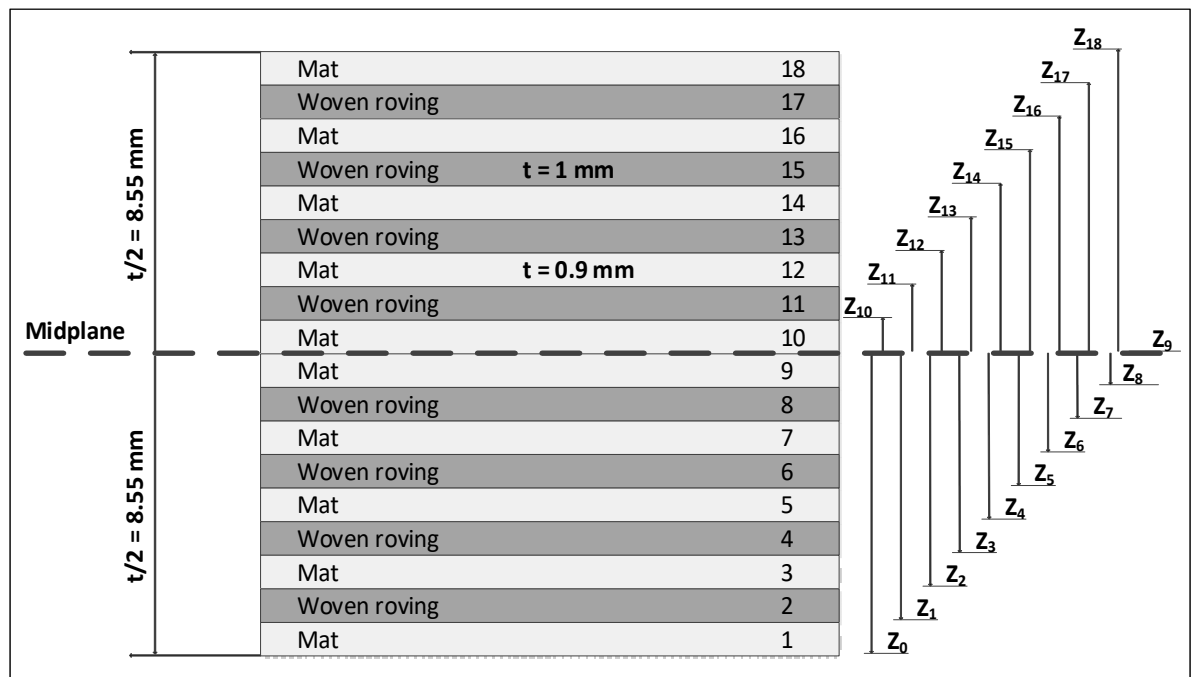 Mat 18
Woven roving 17
Mat 16
Woven roving t = 1 mm 15
Mat 14
Woven roving 13
Mat t = 0.9 mm 12
Woven roving 11
Mat 10
Mat 9
Woven roving 8
Mat 7
Woven roving 6
Mat 5
Woven roving 4
Mat 3
Woven roving 2
Mat 1
t/2 = 8.55 mm
t/2 = 8.55 mm
Midplane
Z₁₈
Z₁₇
Z₁₆
Z₁₅
Z₁₄
Z₁₃
Z₁₂
Z₁₁
Z₁₀
Z₉
Z₈
Z₇
Z₆
Z₅
Z₄
Z₃
Z₂
Z₁
Z₀